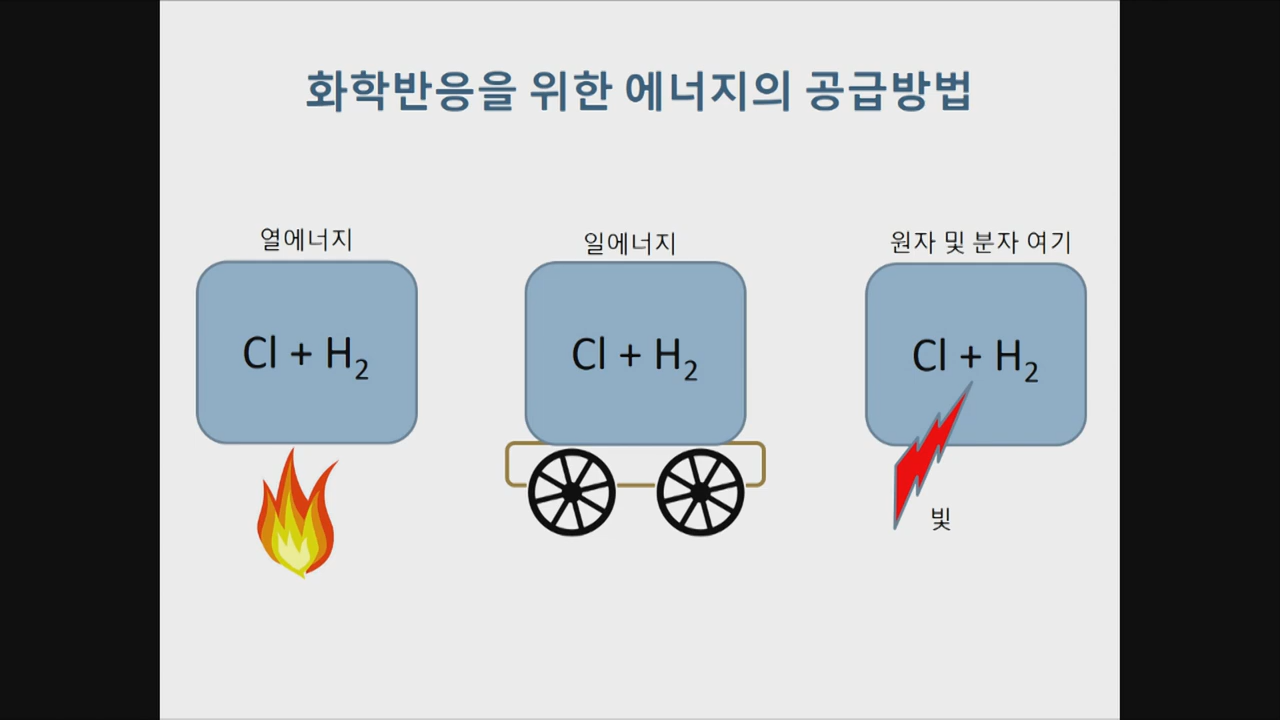 화학반응을 위한 에너지의 공급방법
열에너지
일에너지
원자 및 분자 여기
Cl + H₂
Cl + H₂
Cl + H₂
빛